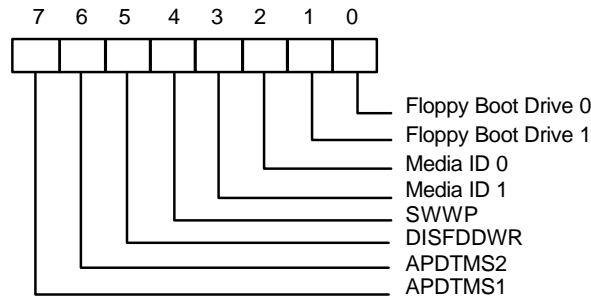 7 6 5 4 3 2 1 0
Floppy Boot Drive 0
Floppy Boot Drive 1
Media ID 0
Media ID 1
SWWP
DISFDDWR
APDTMS2
APDTMS1